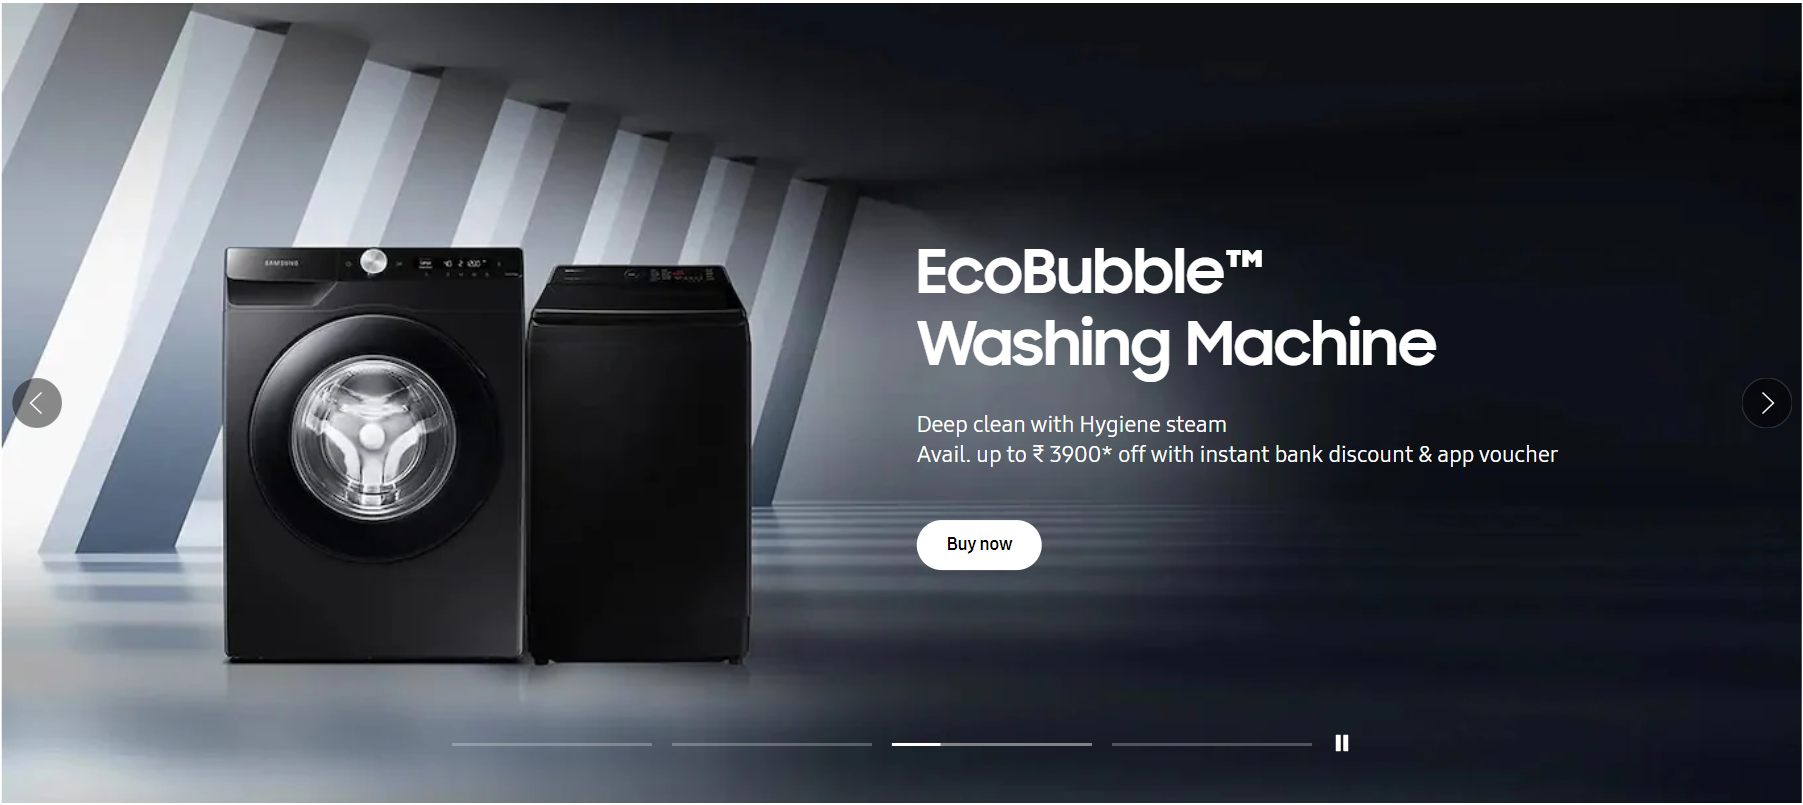 SAMSUNG
EcoBubble™
Washing Machine
Deep clean with Hygiene steam
Avail. up to ₹ 3900* off with instant bank discount & app voucher
Buy now